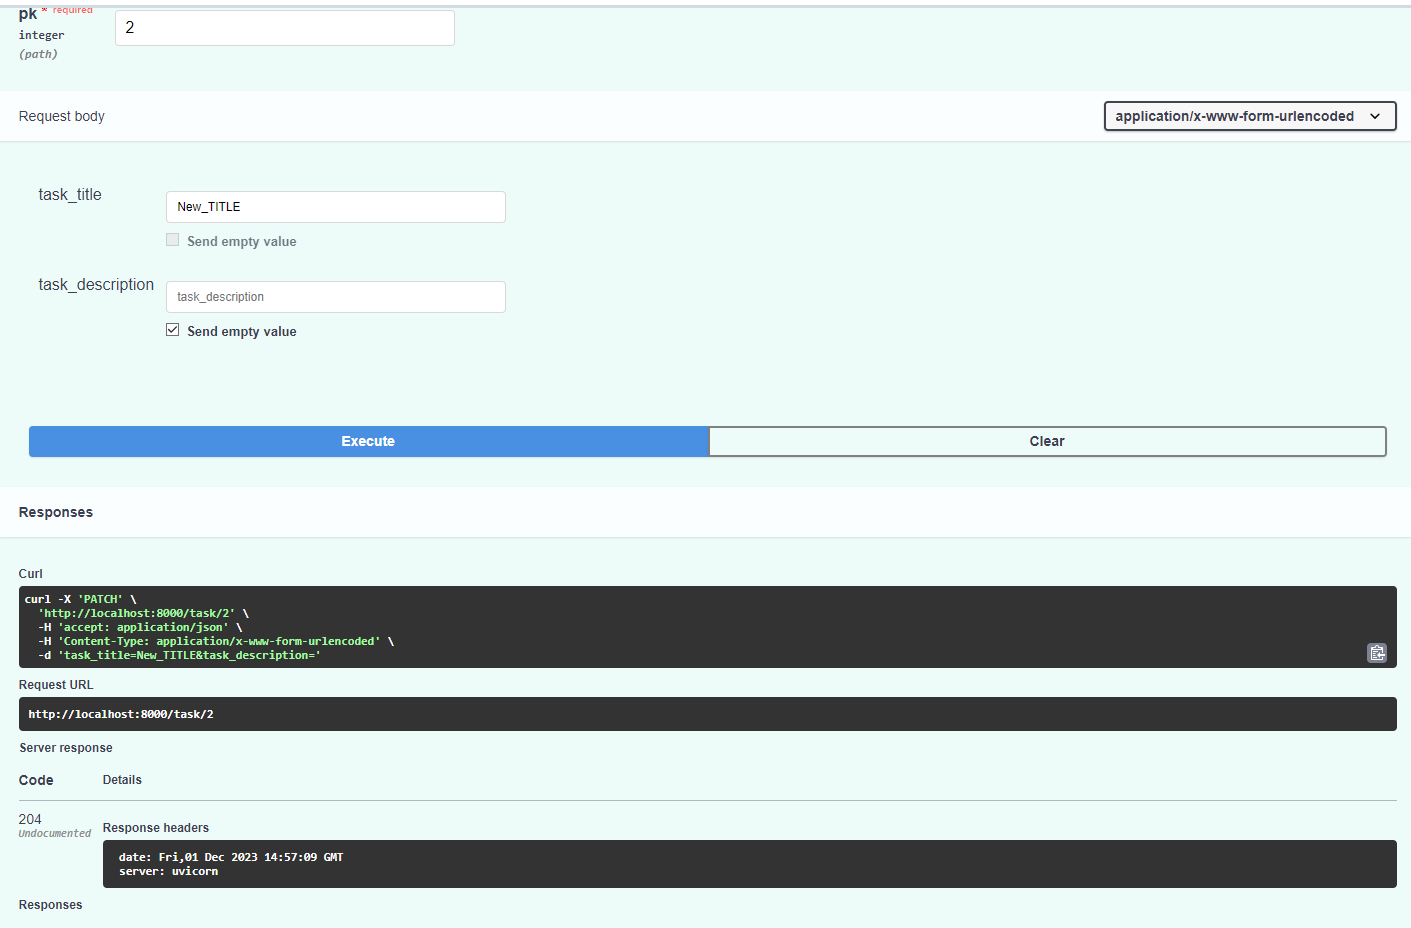 pk * required
2
integer
(path)
Request body
application/x-www-form-urlencoded
task_title
New_TITLE
Send empty value
task_description
task_description
Send empty value
Execute
Clear
Responses
Curl
curl -X 'PATCH' \
'http://localhost:8000/task/2' \
-H 'accept: application/json' \
-H 'Content-Type: application/x-www-form-urlencoded' \
-d 'task_title=New_TITLE&task_description='
Request URL
http://localhost:8000/task/2
Server response
Code
Details
204
Undocumented
Response headers
date: Fri,01 Dec 2023 14:57:09 GMT
server: uvicorn
Responses